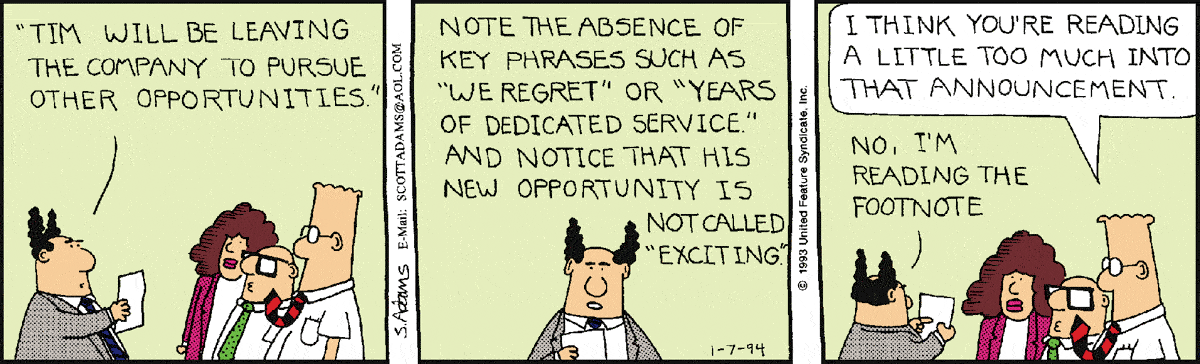 "TIM WILL BE LEAVING
THE COMPANY TO PURSUE
OTHER OPPORTUNITIES."
S. Adams E-Mail: SCOTTADAMS@AOL.COM
NOTE THE ABSENCE OF
KEY PHRASES SUCH AS
"WE REGRET" OR "YEARS
OF DEDICATED SERVICE."
AND NOTICE THAT HIS
NEW OPPORTUNITY IS
NOT CALLED
"EXCITING."
1-7-94
© 1993 United Feature Syndicate, Inc.
I THINK YOU'RE READING
A LITTLE TOO MUCH INTO
THAT ANNOUNCEMENT.
NO, I'M
READING THE
FOOTNOTE